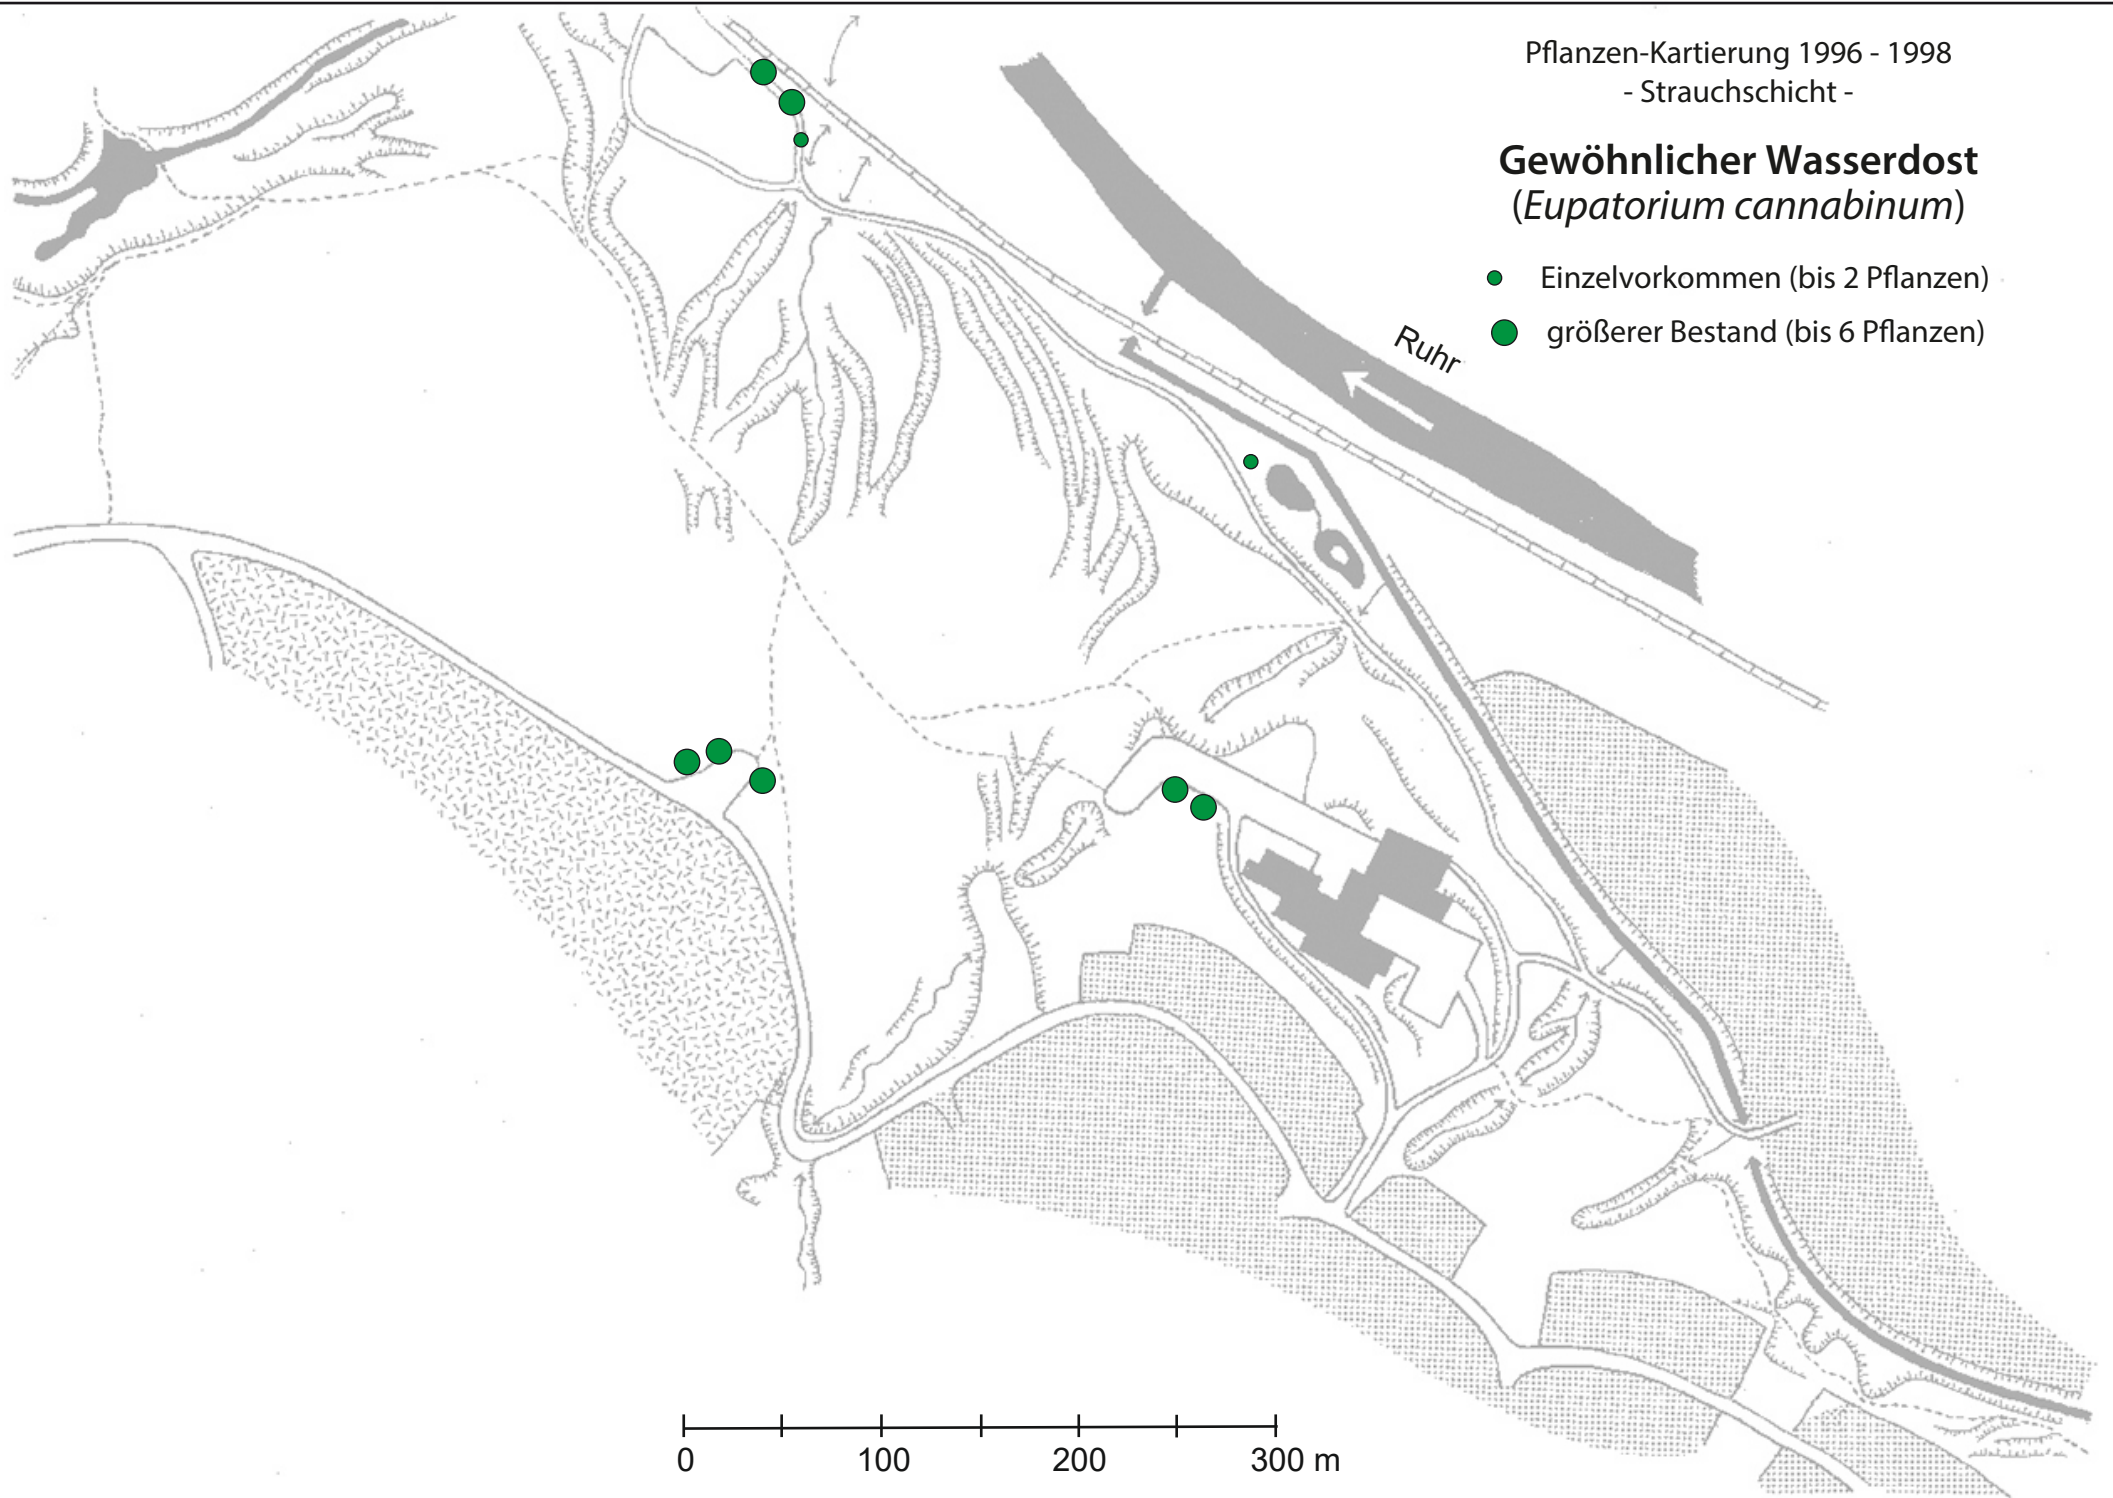 Pflanzen-Kartierung 1996 - 1998
- Strauchschicht -
Gewöhnlicher Wasserdost
(Eupatorium cannabinum)
Einzelvorkommen (bis 2 Pflanzen)
größerer Bestand (bis 6 Pflanzen)
Ruhr
0 100 200 300 m